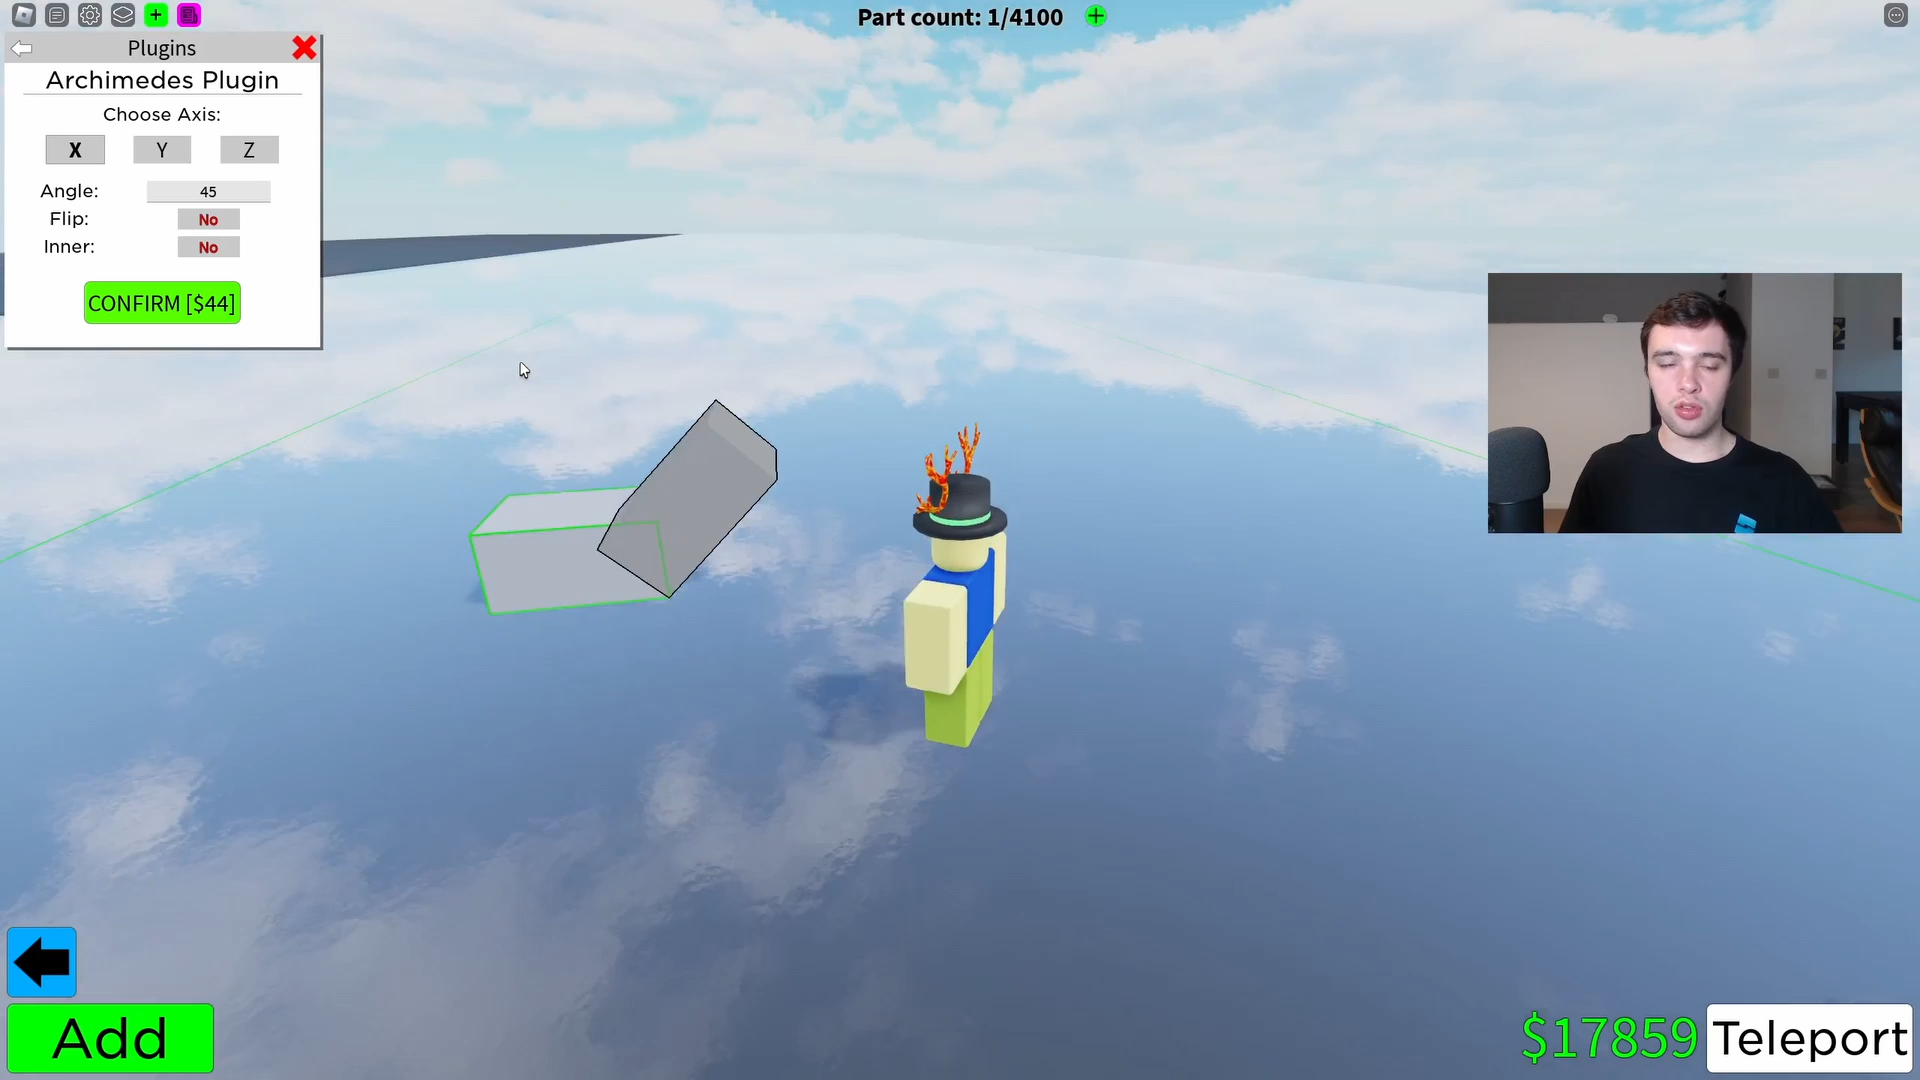 Part count: 1/4100 +
Plugins
Archimedes Plugin
Choose Axis:
X Y Z
Angle: 45
Flip: No
Inner: No
CONFIRM [$44]
Add
$17859 Teleport